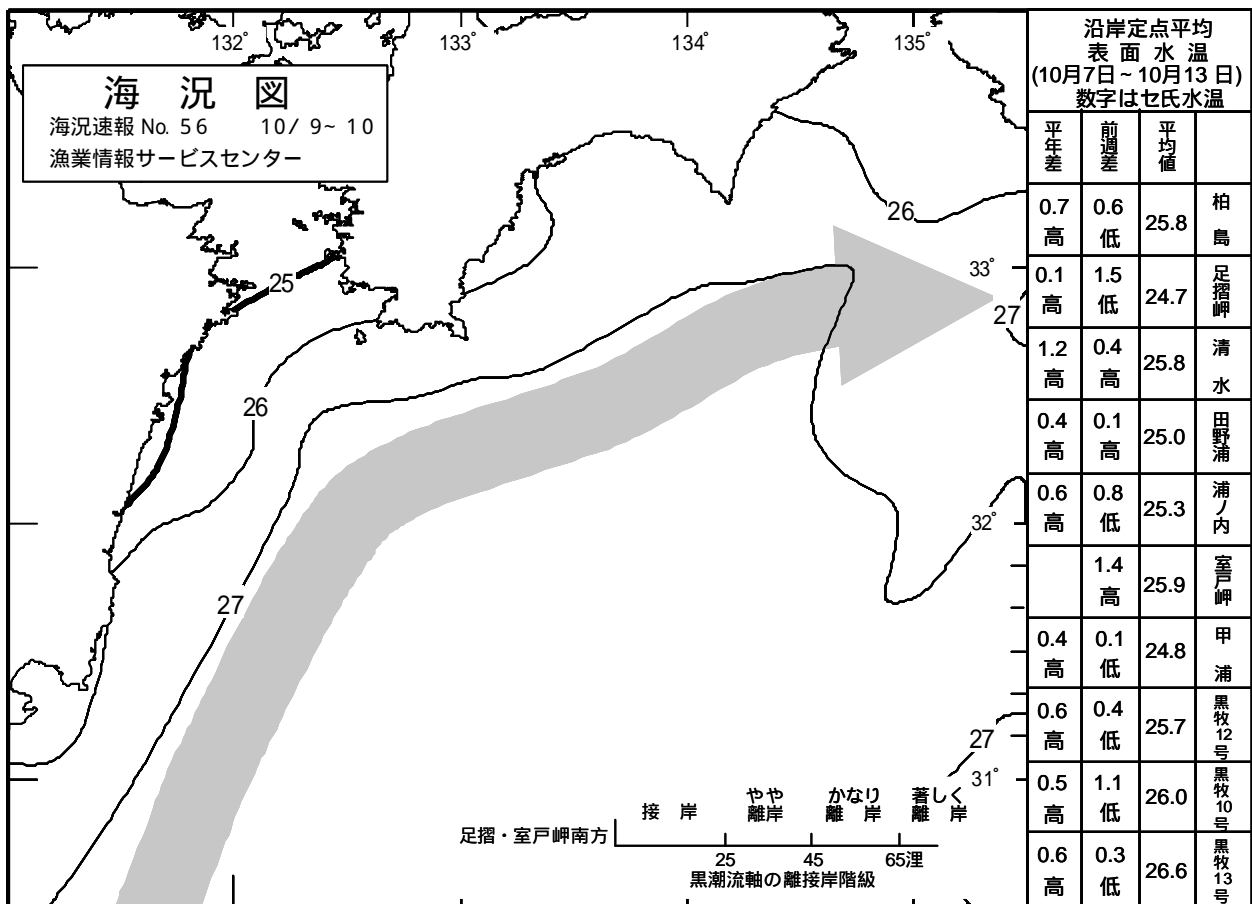 132°
133°
134°
135°
海況図
海況速報 No. 56 10/ 9~ 10
漁業情報サービスセンター
26
33°
25
27
26
32°
27
27
31°
接岸
やや離岸
かなり離岸
著しく離岸
足摺・室戸岬南方
25 45 65浬
黒潮流軸の離接岸階級
沿岸定点平均
表面水温
(10月7日~10月13日)
数字はセ氏水温
平年差 前週差 平均値
0.7高 0.6低 25.8 柏島
0.1高 1.5低 24.7 足摺岬
1.2高 0.4高 25.8 清水
0.4高 0.1高 25.0 田野浦
0.6高 0.8低 25.3 浦ノ内
1.4高 25.9 室戸岬
0.4高 0.1低 24.8 甲浦
0.6高 0.4低 25.7 黒牧12号
0.5高 1.1低 26.0 黒牧10号
0.6高 0.3低 26.6 黒牧13号